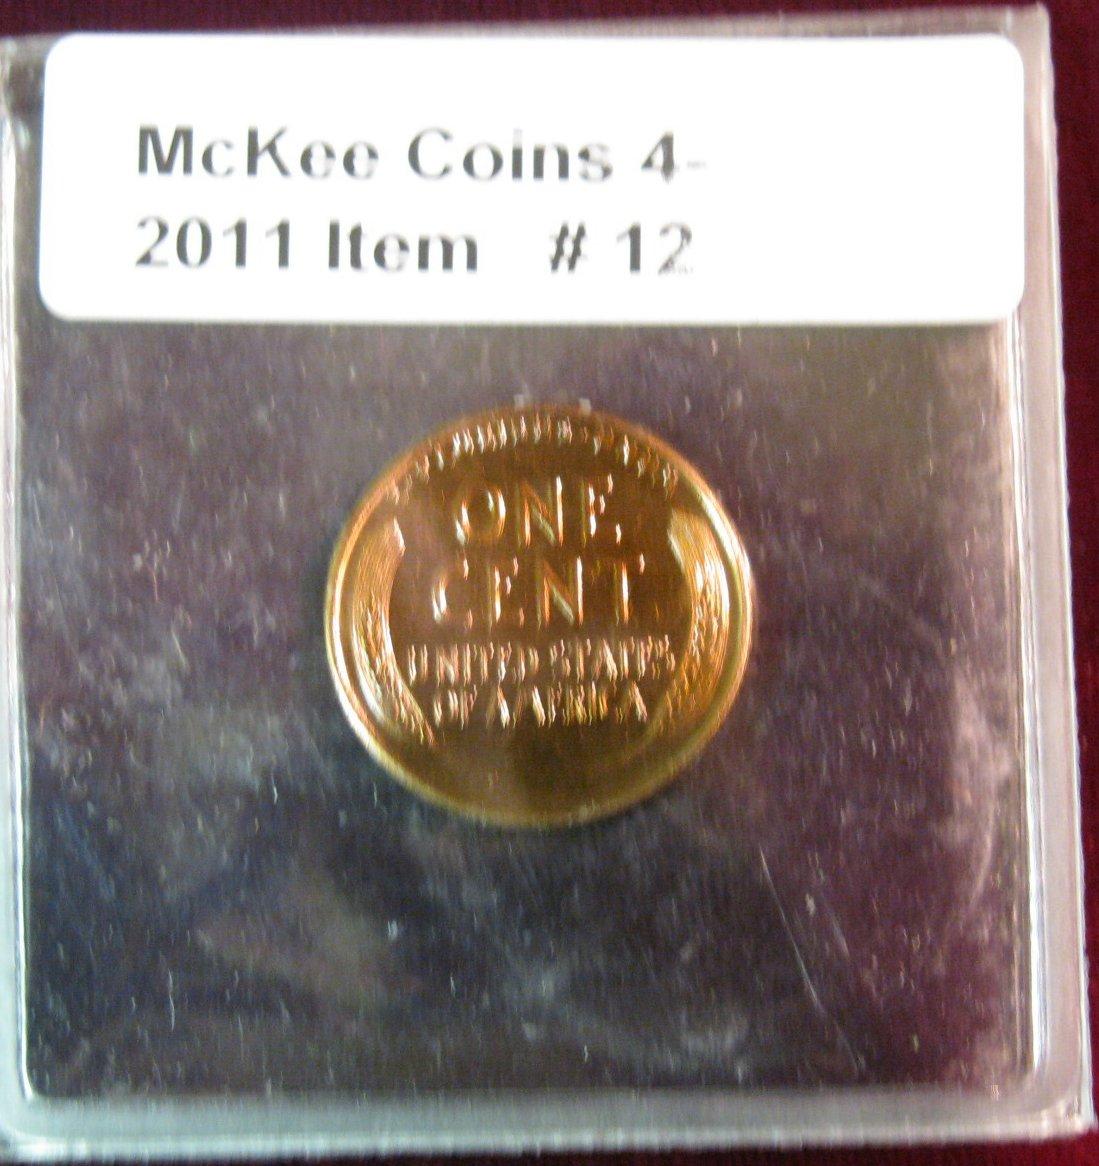 McKee Coins 4-
2011 Item # 12
ONE
CENT
UNITED STATES
OF AMERICA